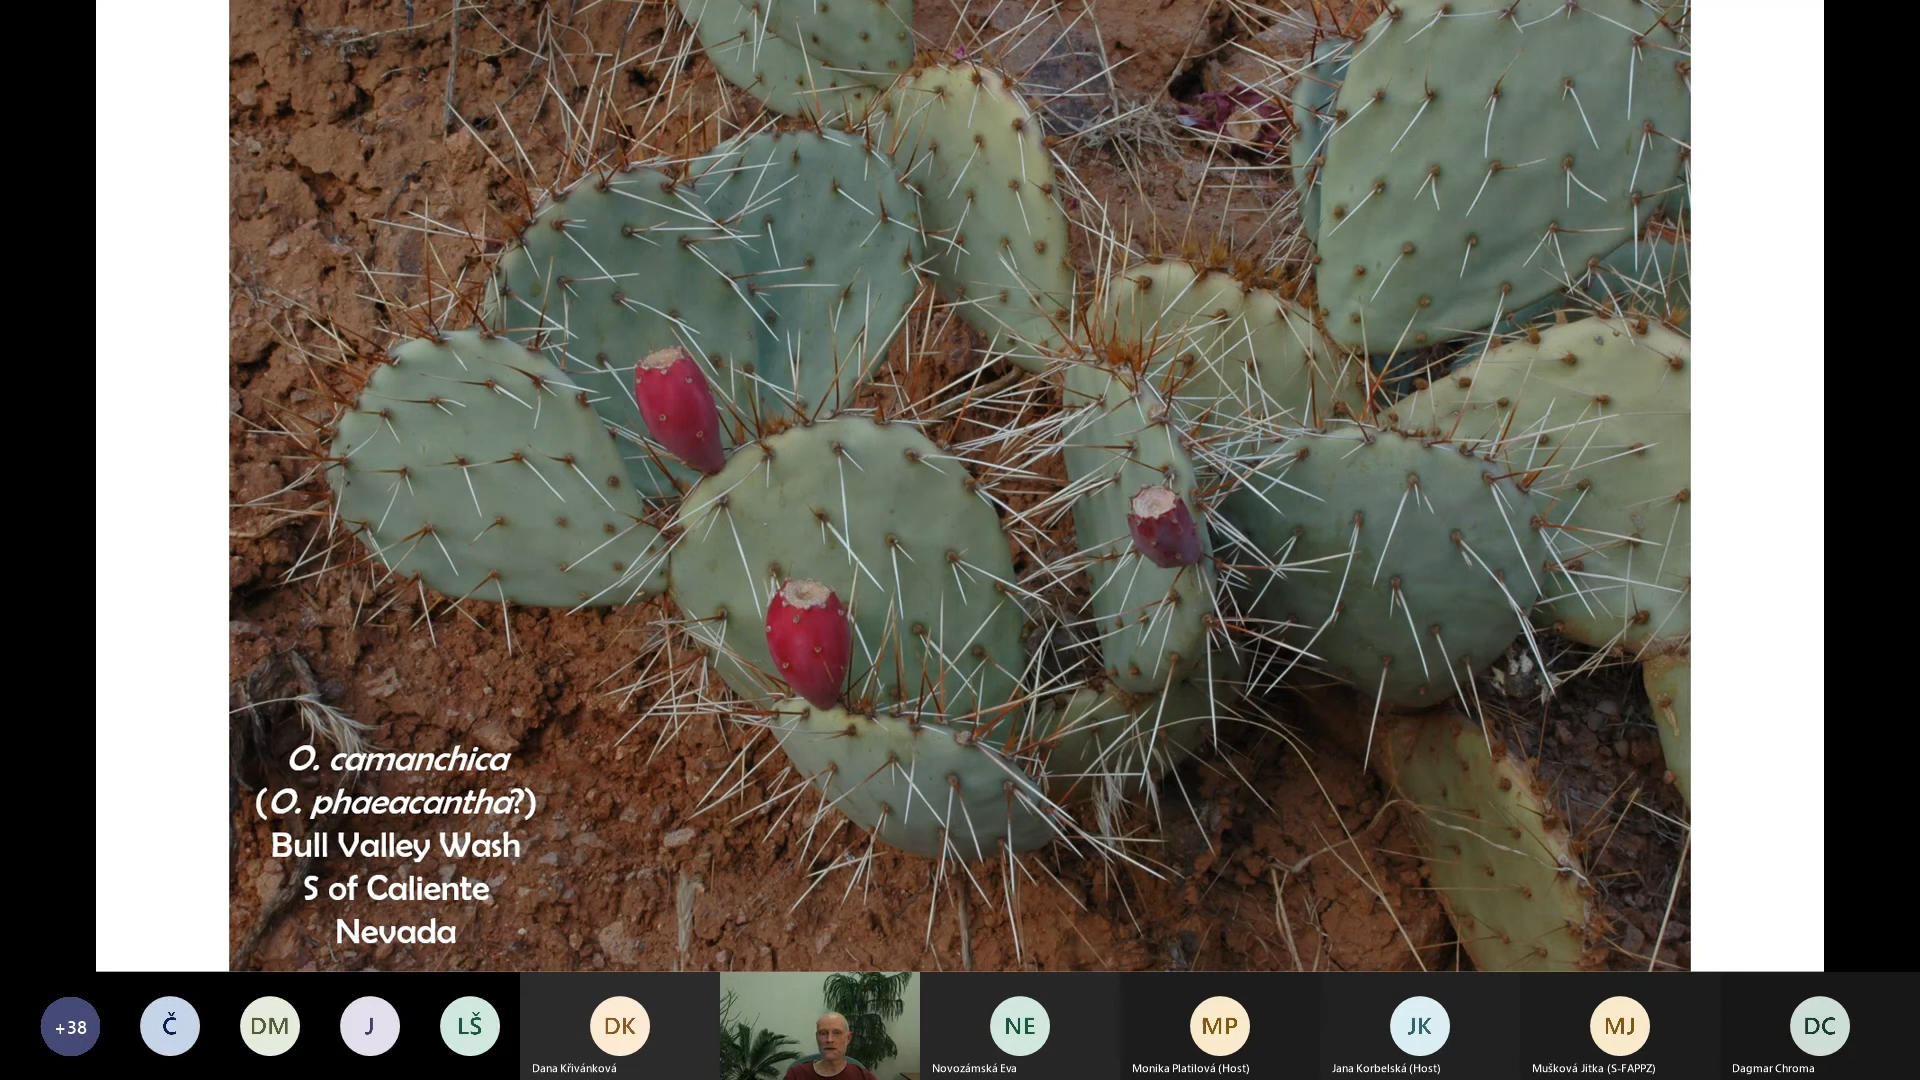 O. camanchica
(O. phaeacantha?)
Bull Valley Wash
S of Caliente
Nevada
+38
Č
DM
J
LŠ
DK
NE
MP
JK
MJ
DC
Dana Křivánková
Novozámská Eva
Monika Platilová (Host)
Jana Korbelská (Host)
Mušková Jitka (S-FAPPZ)
Dagmar Chroma